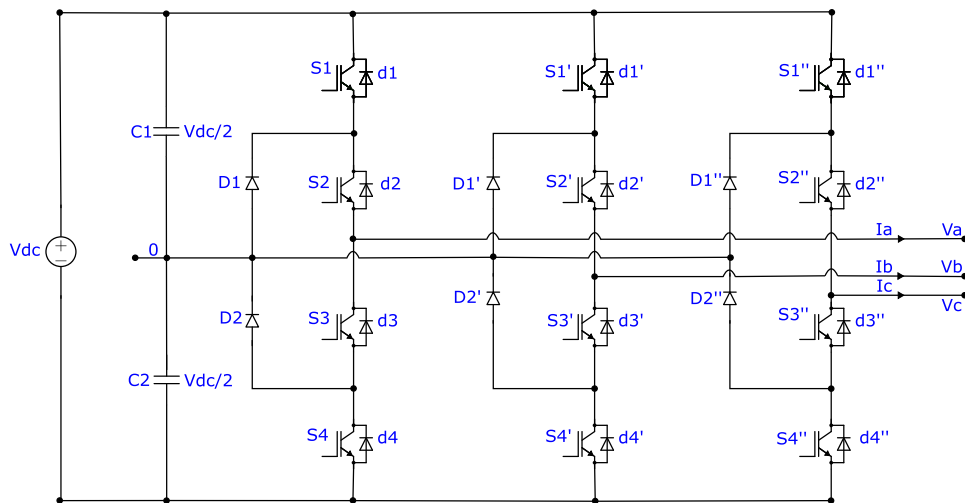 S1 d1 S1' d1' S1'' d1''
C1 Vdc/2
D1 S2 d2 D1' S2' d2' D1'' S2'' d2''
Ia Va
Vdc + − 0
Ib Vb
Ic Vc
D2 S3 d3 D2' S3' d3' D2'' S3'' d3''
C2 Vdc/2
S4 d4 S4' d4' S4'' d4''